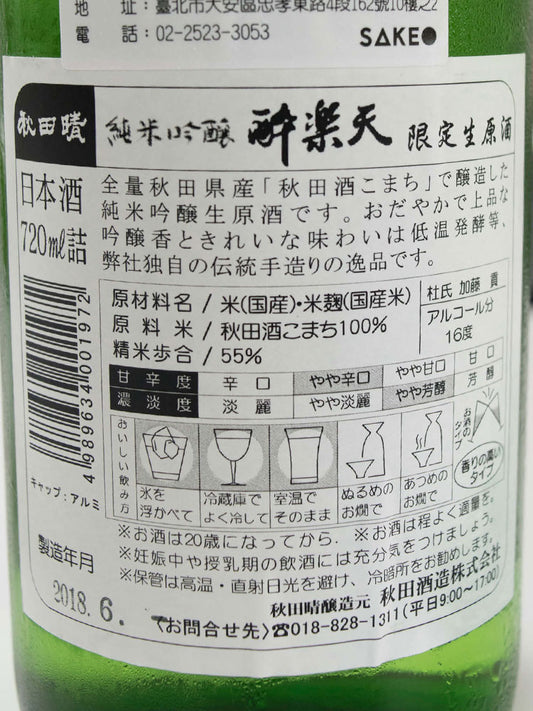 地　址：臺北市大安區忠孝東路4段162號10樓之2
電　話：02-2523-3053
SAKE
秋田晴 純米吟醸 酔楽天 限定生原酒
日本酒
720ml詰
全量秋田県産「秋田酒こまち」で醸造した
純米吟醸生原酒です。おだやかで上品な
吟醸香ときれいな味わいは低温発酵等、
弊社独自の伝統手造りの逸品です。
原材料名／米(国産)・米麹(国産米)
原料米／秋田酒こまち100%
精米歩合／55%
杜氏 加藤 貢
アルコール分
16度
甘辛度 辛口 やや辛口 やや甘口 甘口
濃淡度 淡麗 やや淡麗 やや芳醇 芳醇
おいしい飲み方
氷を
浮かべて
冷蔵庫で
よく冷して
室温で
そのまま
ぬるめの
お燗で
あつめの
お燗で
お酒のタイプ
香りの高い
タイプ
4989634001972
キャップ：アルミ
※お酒は20歳になってから。※お酒は程よく適量を。
※妊娠中や授乳期の飲酒には充分気をつけましょう。
※保管は高温・直射日光を避け、冷暗所をお勧めします。
製造年月
2018.6.
秋田晴醸造元 秋田酒造株式会社
〈お問合せ先〉☎018-828-1311(平日9:00〜17:00)